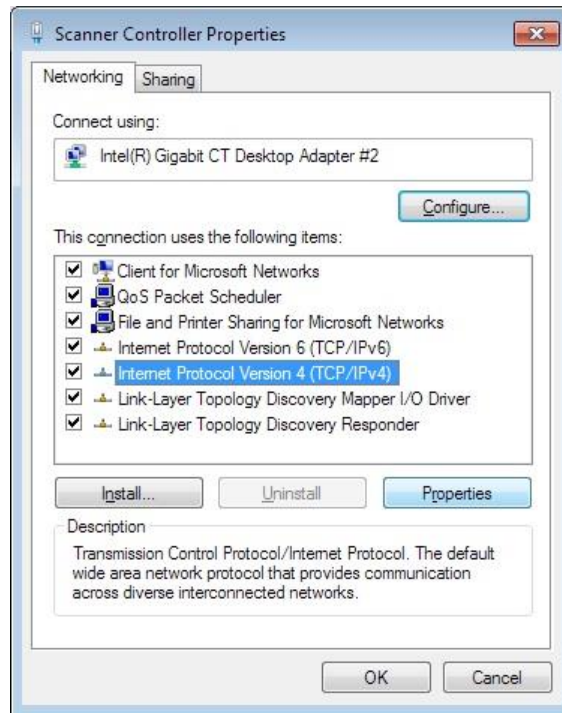 Scanner Controller Properties
Networking
Sharing
Connect using:
Intel(R) Gigabit CT Desktop Adapter #2
Configure...
This connection uses the following items:
Client for Microsoft Networks
QoS Packet Scheduler
File and Printer Sharing for Microsoft Networks
Internet Protocol Version 6 (TCP/IPv6)
Internet Protocol Version 4 (TCP/IPv4)
Link-Layer Topology Discovery Mapper I/O Driver
Link-Layer Topology Discovery Responder
Install...
Uninstall
Properties
Description
Transmission Control Protocol/Internet Protocol. The default
wide area network protocol that provides communication
across diverse interconnected networks.
OK
Cancel